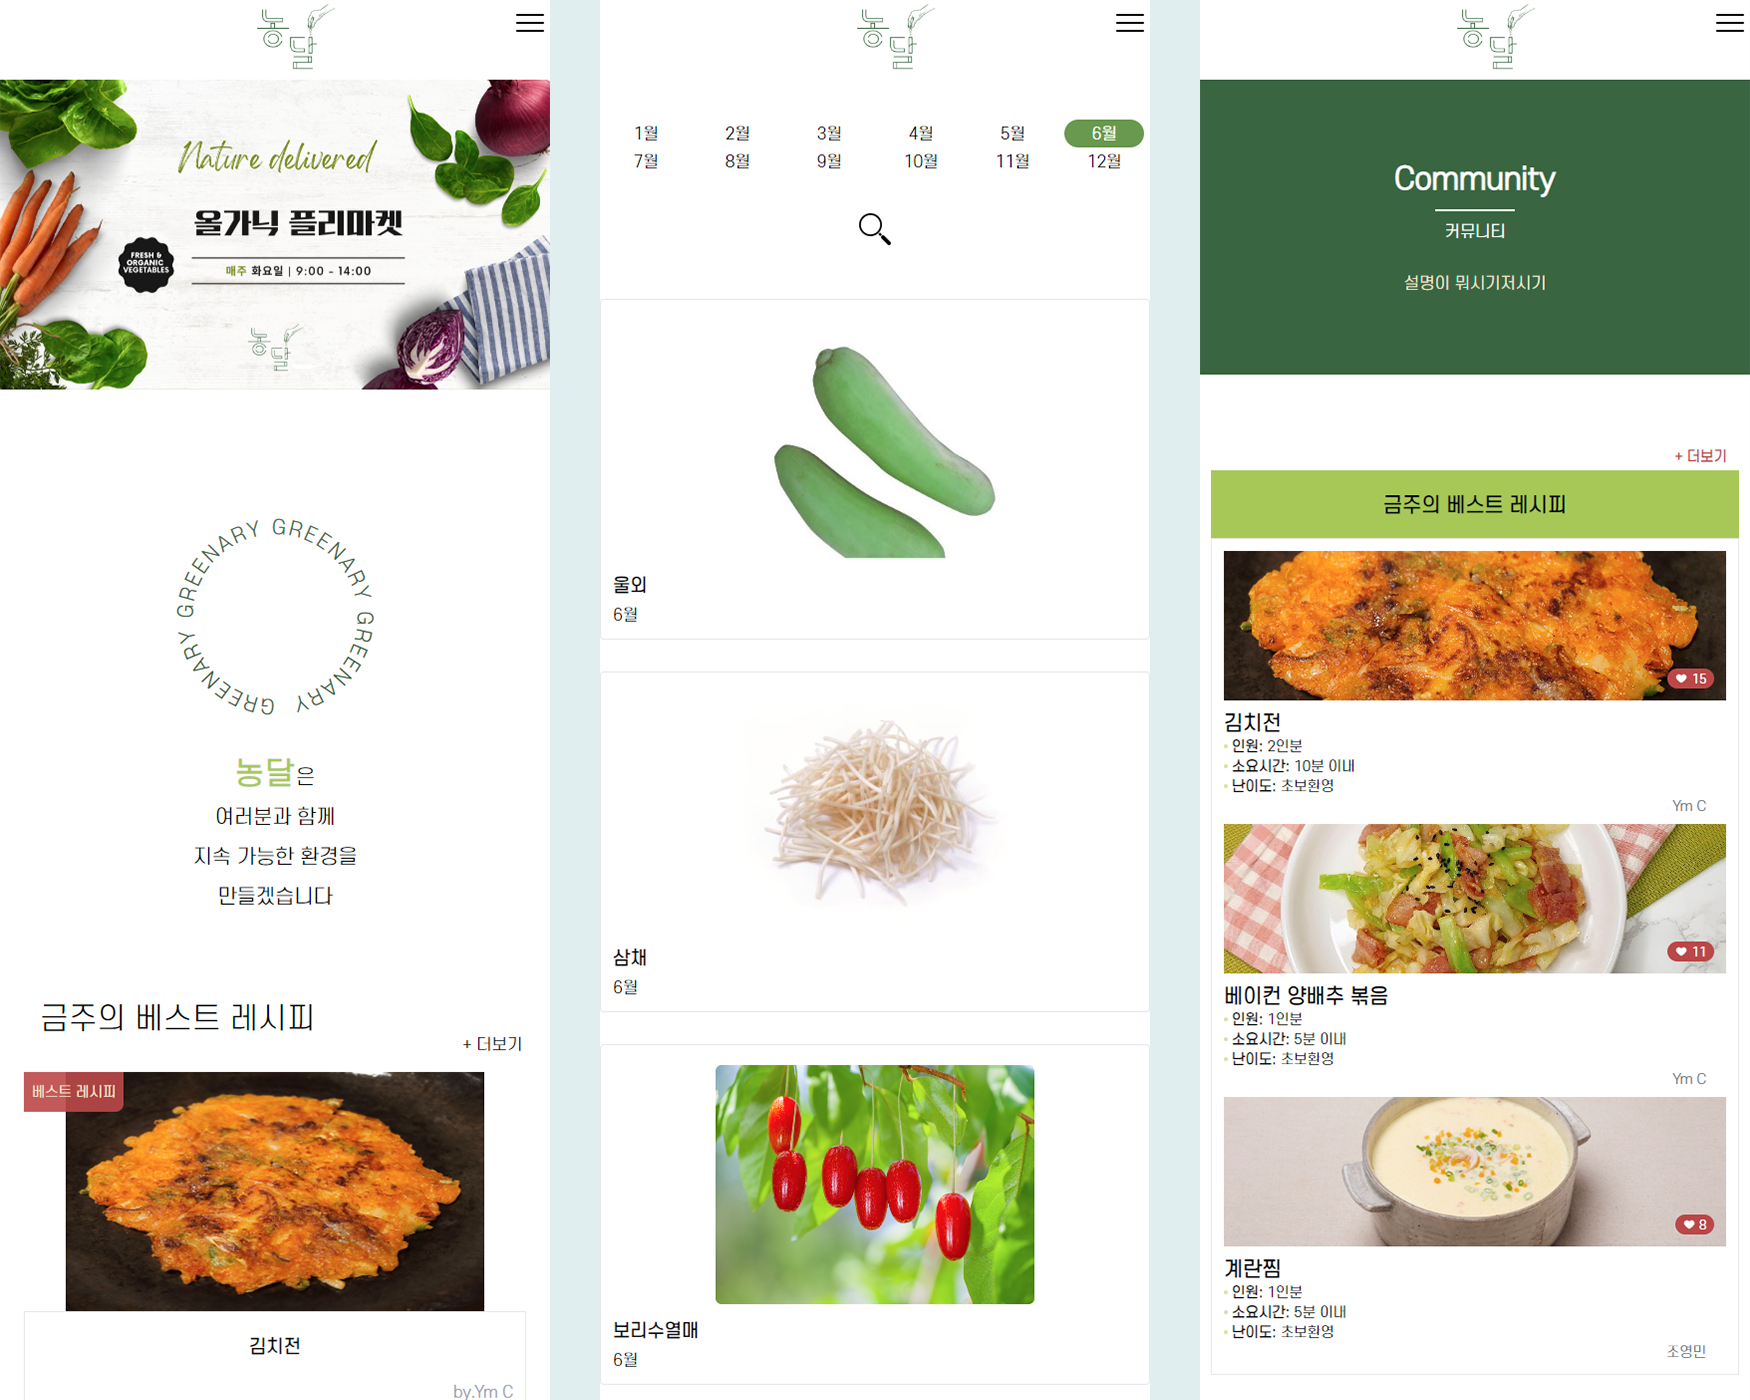 농달
Nature delivered
올가닉 플리마켓
FRESH &
ORGANIC
VEGETABLES
매주 화요일 | 9:00 - 14:00
농달
GREENARY GREENARY GREENARY GREENARY GREENARY
농달은
여러분과 함께
지속 가능한 환경을
만들겠습니다
금주의 베스트 레시피
+ 더보기
베스트 레시피
김치전
by.Ym C
농달
1월 2월 3월 4월 5월 6월
7월 8월 9월 10월 11월 12월
울외
6월
삼채
6월
보리수열매
6월
농달
Community
커뮤니티
설명이 뭐시기저시기
+ 더보기
금주의 베스트 레시피
15
김치전
• 인원: 2인분
• 소요시간: 10분 이내
• 난이도: 초보환영
Ym C
11
베이컨 양배추 볶음
• 인원: 1인분
• 소요시간: 5분 이내
• 난이도: 초보환영
Ym C
8
계란찜
• 인원: 1인분
• 소요시간: 5분 이내
• 난이도: 초보환영
조영민